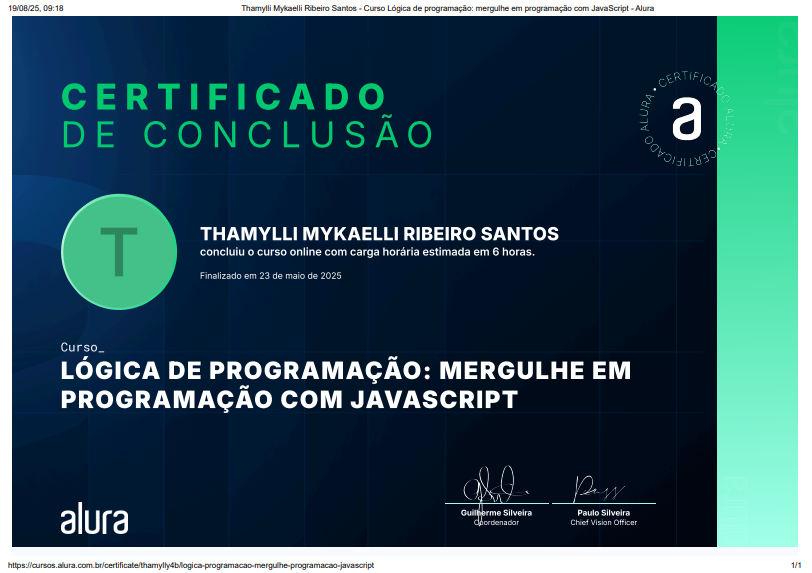 19/08/25, 09:18
Thamylli Mykaelli Ribeiro Santos - Curso Lógica de programação: mergulhe em programação com JavaScript - Alura
CERTIFICADO
DE CONCLUSÃO
CERTIFICADO ALURA • CERTIFICADO ALURA •
a
alura
T
THAMYLLI MYKAELLI RIBEIRO SANTOS
concluiu o curso online com carga horária estimada em 6 horas.
Finalizado em 23 de maio de 2025
Curso_
LÓGICA DE PROGRAMAÇÃO: MERGULHE EM
PROGRAMAÇÃO COM JAVASCRIPT
alura
Guilherme Silveira
Coordenador
Paulo Silveira
Chief Vision Officer
https://cursos.alura.com.br/certificate/thamylly4b/logica-programacao-mergulhe-programacao-javascript
1/1